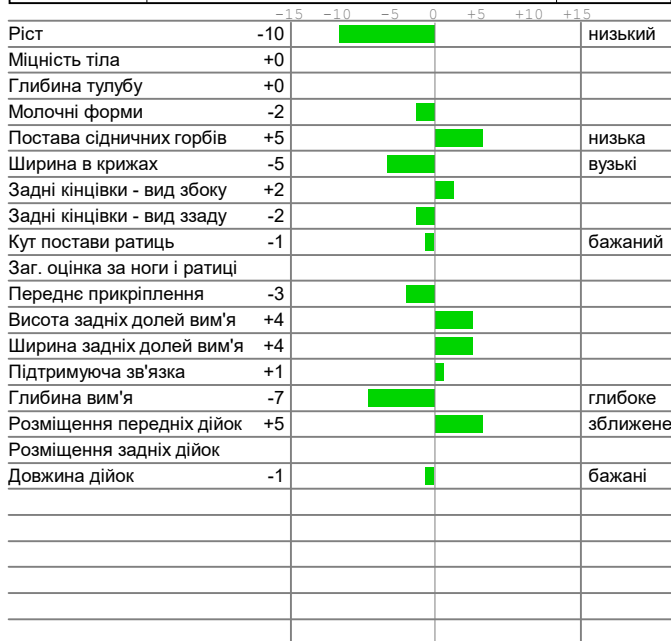 -15 -10 -5 0 +5 +10 +15
Ріст -10 низький
Міцність тіла +0
Глибина тулубу +0
Молочні форми -2
Постава сідничних горбів +5 низька
Ширина в крижах -5 вузькі
Задні кінцівки - вид збоку +2
Задні кінцівки - вид ззаду -2
Кут постави ратиць -1 бажаний
Заг. оцінка за ноги і ратиці
Переднє прикріплення -3
Висота задніх долей вим'я +4
Ширина задніх долей вим'я +4
Підтримуюча зв'язка +1
Глибина вим'я -7 глибоке
Розміщення передніх дійок +5 зближене
Розміщення задніх дійок
Довжина дійок -1 бажані